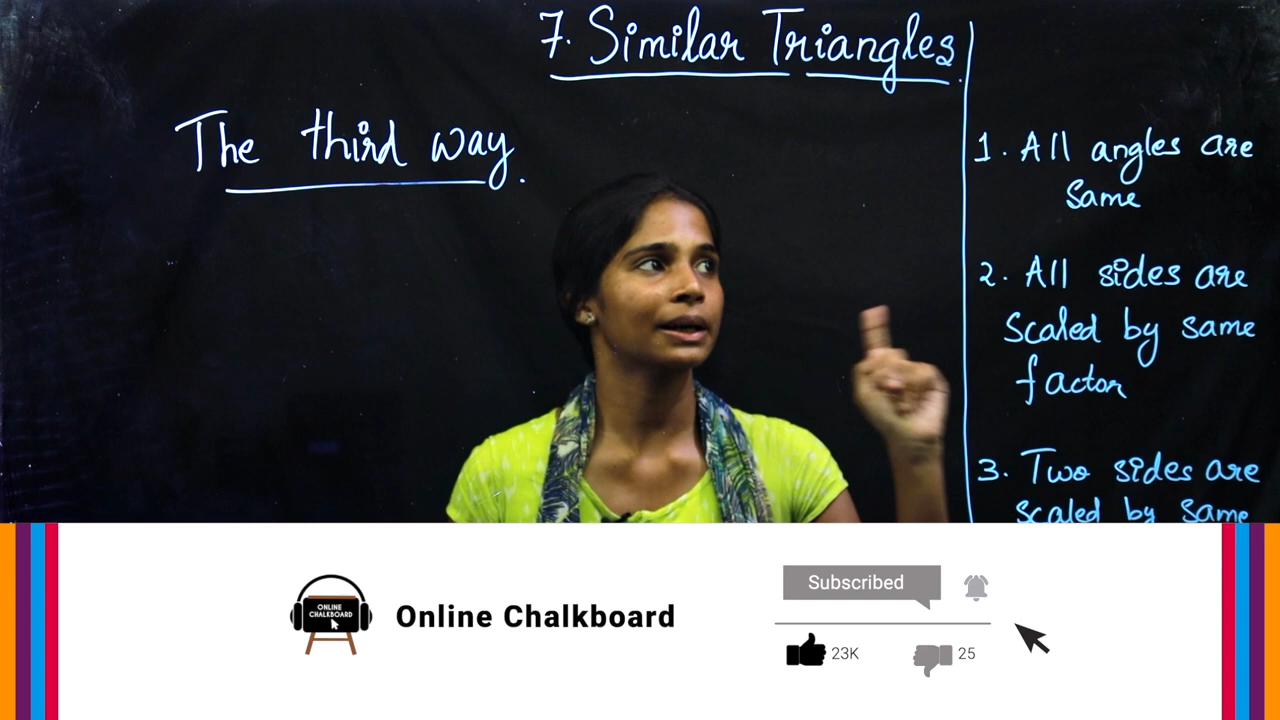 7. Similar Triangles.
The third way.
1. All angles are
same
2. All sides are
scaled by same
factor
3. Two sides are
scaled by same
ONLINE
CHALKBOARD
Online Chalkboard
Subscribed
23K
25